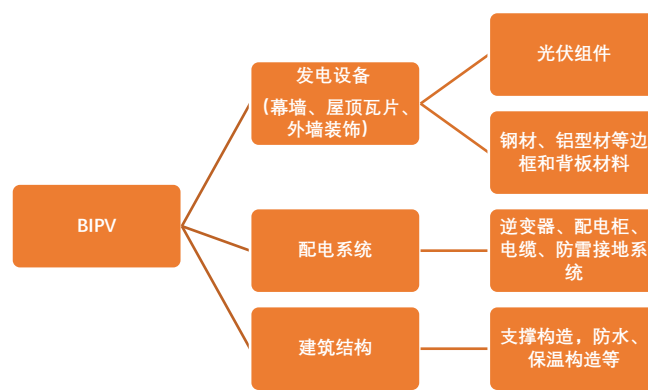 BIPV
发电设备
（幕墙、屋顶瓦片、
外墙装饰）
光伏组件
钢材、铝型材等边
框和背板材料
配电系统
逆变器、配电柜、
电缆、防雷接地系
统
建筑结构
支撑构造，防水、
保温构造等